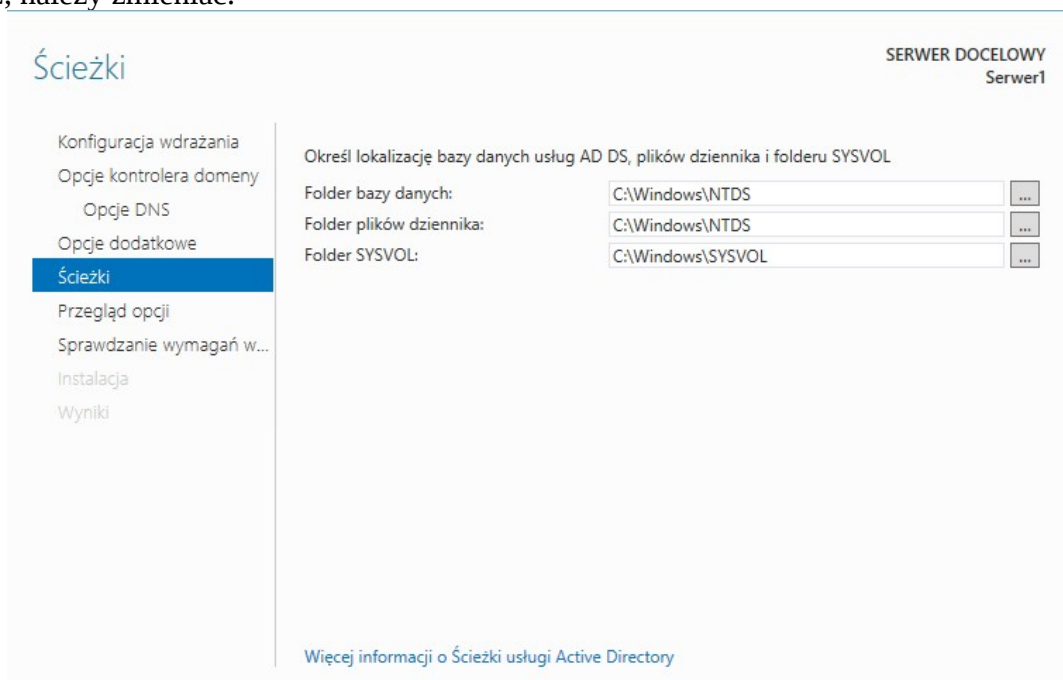 należy zmieniać.
Ścieżki
SERWER DOCELOWY
Serwer1
Konfiguracja wdrażania
Opcje kontrolera domeny
Opcje DNS
Opcje dodatkowe
Ścieżki
Przegląd opcji
Sprawdzanie wymagań w...
Instalacja
Wyniki
Określ lokalizację bazy danych usług AD DS, plików dziennika i folderu SYSVOL
Folder bazy danych: C:\Windows\NTDS ...
Folder plików dziennika: C:\Windows\NTDS ...
Folder SYSVOL: C:\Windows\SYSVOL ...
Więcej informacji o Ścieżki usługi Active Directory